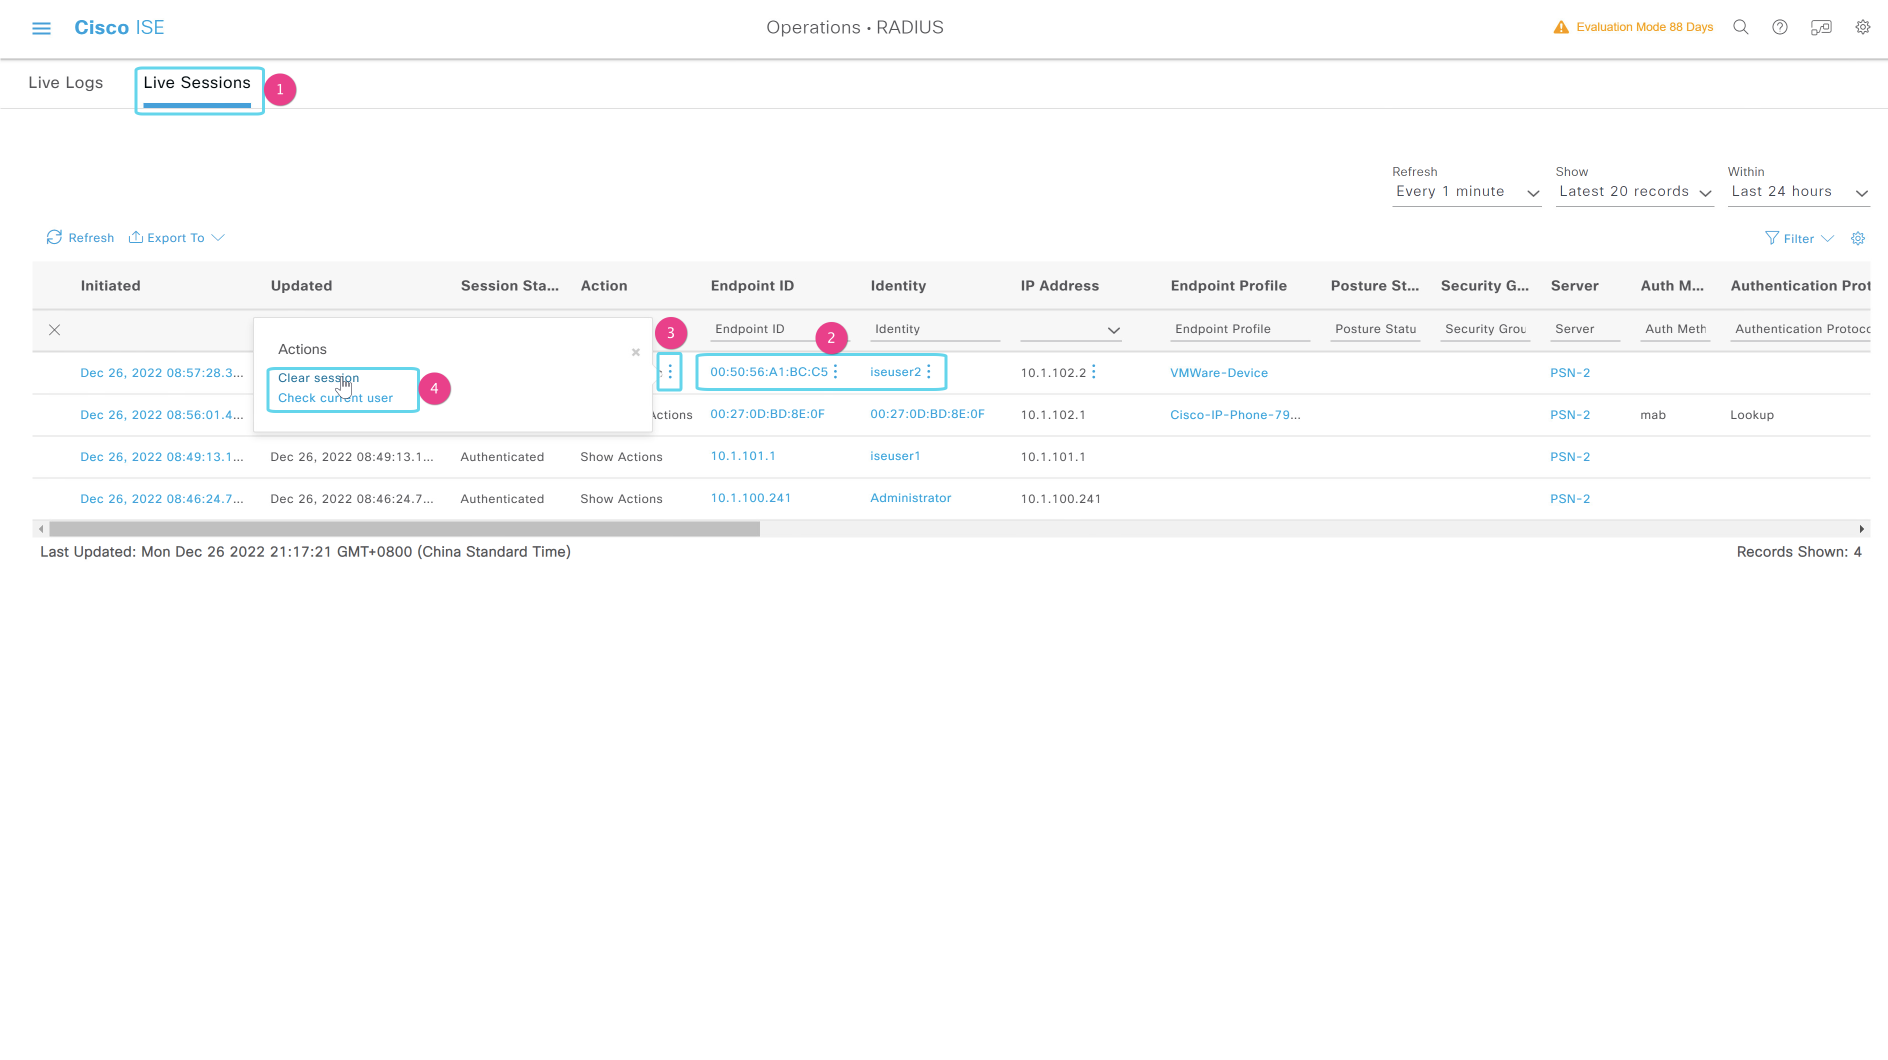 Cisco ISE
Operations • RADIUS
Evaluation Mode 88 Days
Live Logs
Live Sessions
1
Refresh
Every 1 minute
Show
Latest 20 records
Within
Last 24 hours
Refresh
Export To
Filter
Initiated Updated Session Sta... Action Endpoint ID Identity IP Address Endpoint Profile Posture St... Security G... Server Auth M... Authentication Prot
Endpoint ID Identity Endpoint Profile Posture Statu Security Grou Server Auth Meth Authentication Protoco
2
3
Actions
Clear session
Check current user
4
Dec 26, 2022 08:57:28.3... 00:50:56:A1:BC:C5 iseuser2 10.1.102.2 VMWare-Device PSN-2
Dec 26, 2022 08:56:01.4... Actions 00:27:0D:BD:8E:0F 00:27:0D:BD:8E:0F 10.1.102.1 Cisco-IP-Phone-79... PSN-2 mab Lookup
Dec 26, 2022 08:49:13.1... Dec 26, 2022 08:49:13.1... Authenticated Show Actions 10.1.101.1 iseuser1 10.1.101.1 PSN-2
Dec 26, 2022 08:46:24.7... Dec 26, 2022 08:46:24.7... Authenticated Show Actions 10.1.100.241 Administrator 10.1.100.241 PSN-2
Last Updated: Mon Dec 26 2022 21:17:21 GMT+0800 (China Standard Time)
Records Shown: 4